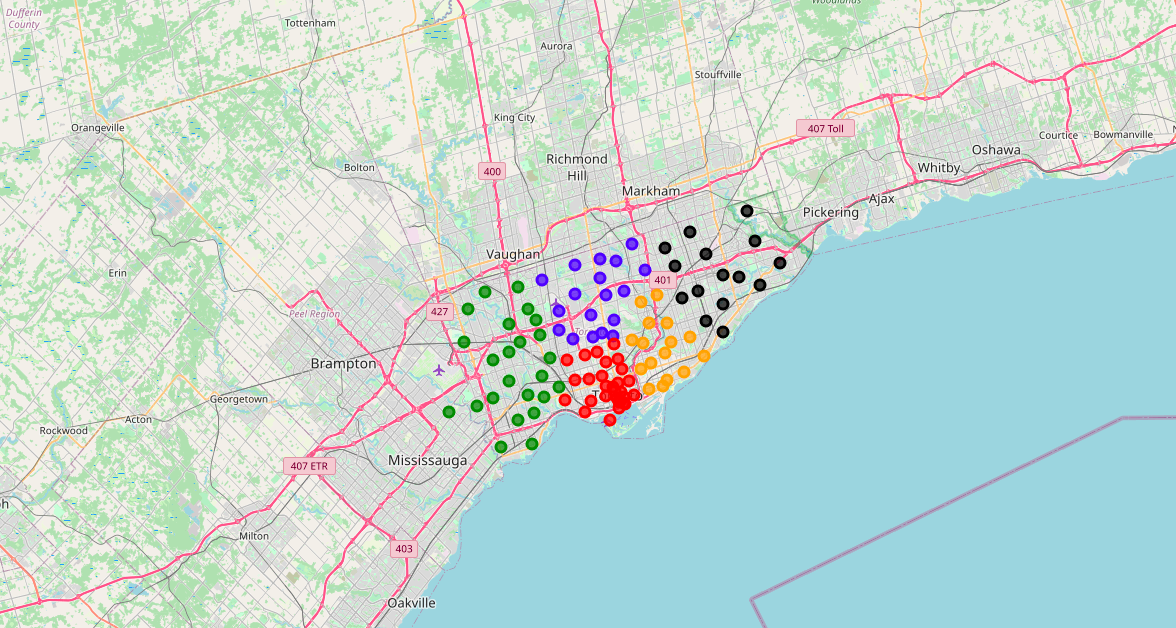 Dufferin
County
Tottenham
Woodlands
Aurora
Stouffville
Orangeville
King City
407 Toll
Courtice
Bowmanville
Bolton
400
Richmond
Hill
Oshawa
Whitby
Markham
Ajax
Pickering
Vaughan
Erin
401
427
Peel Region
Brampton
Georgetown
Acton
Rockwood
Mississauga
407 ETR
Milton
403
Oakville